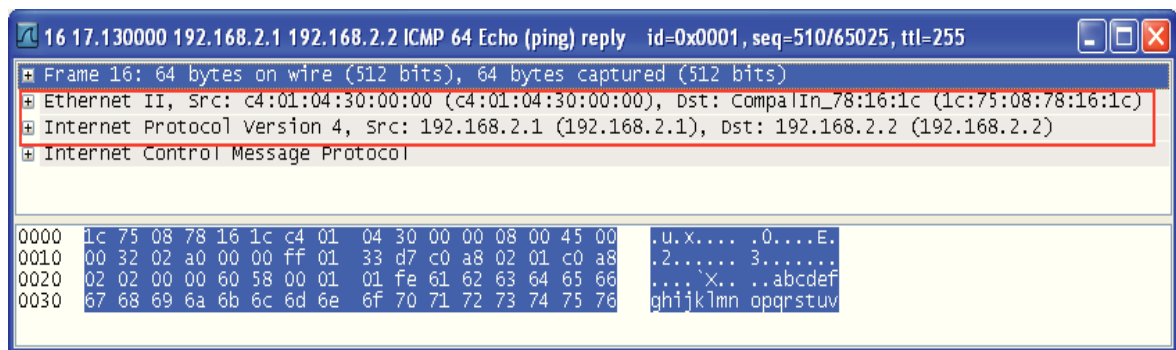 16 17.130000 192.168.2.1 192.168.2.2 ICMP 64 Echo (ping) reply id=0x0001, seq=510/65025, ttl=255
Frame 16: 64 bytes on wire (512 bits), 64 bytes captured (512 bits)
Ethernet II, Src: c4:01:04:30:00:00 (c4:01:04:30:00:00), Dst: CompalIn_78:16:1c (1c:75:08:78:16:1c)
Internet Protocol Version 4, Src: 192.168.2.1 (192.168.2.1), Dst: 192.168.2.2 (192.168.2.2)
Internet Control Message Protocol
0000 1c 75 08 78 16 1c c4 01 04 30 00 00 08 00 45 00 .u.x.... .0....E.
0010 00 32 02 a0 00 00 ff 01 33 d7 c0 a8 02 01 c0 a8 .2...... 3.......
0020 02 02 00 00 60 58 00 01 01 fe 61 62 63 64 65 66 ....`X.. ..abcdef
0030 67 68 69 6a 6b 6c 6d 6e 6f 70 71 72 73 74 75 76 ghijklmn opqrstuv